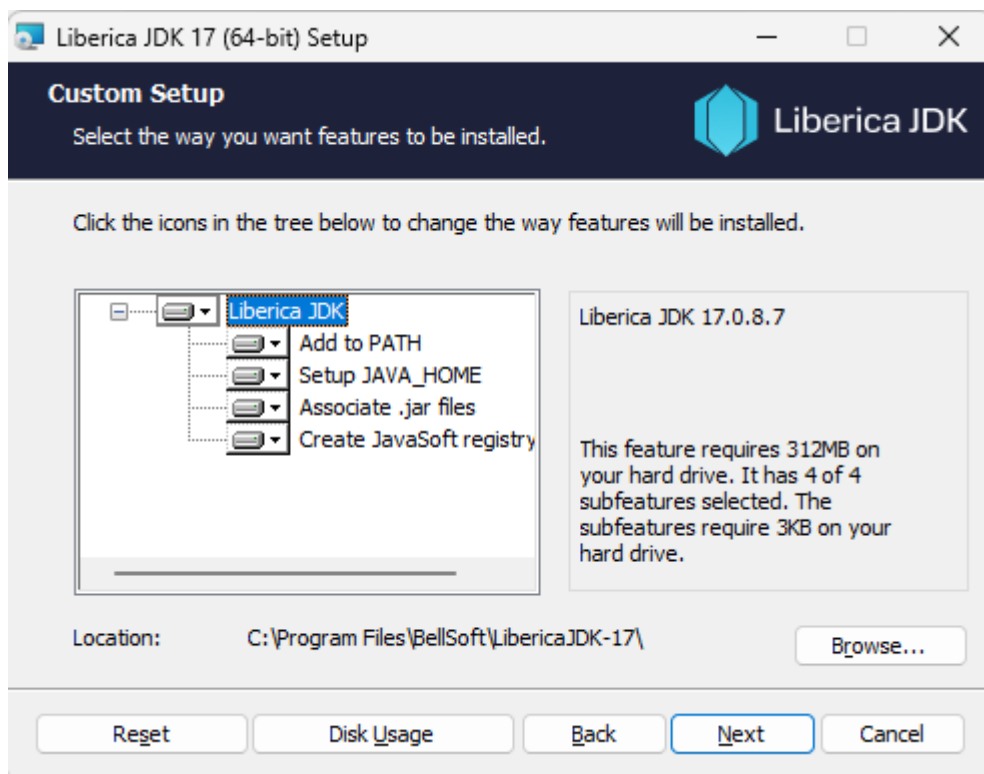 Liberica JDK 17 (64-bit) Setup
Custom Setup
Select the way you want features to be installed.
Liberica JDK
Click the icons in the tree below to change the way features will be installed.
Liberica JDK
Add to PATH
Setup JAVA_HOME
Associate .jar files
Create JavaSoft registry
Liberica JDK 17.0.8.7
This feature requires 312MB on
your hard drive. It has 4 of 4
subfeatures selected. The
subfeatures require 3KB on your
hard drive.
Location: C:\Program Files\BellSoft\LibericaJDK-17\
Browse...
Reset Disk Usage Back Next Cancel